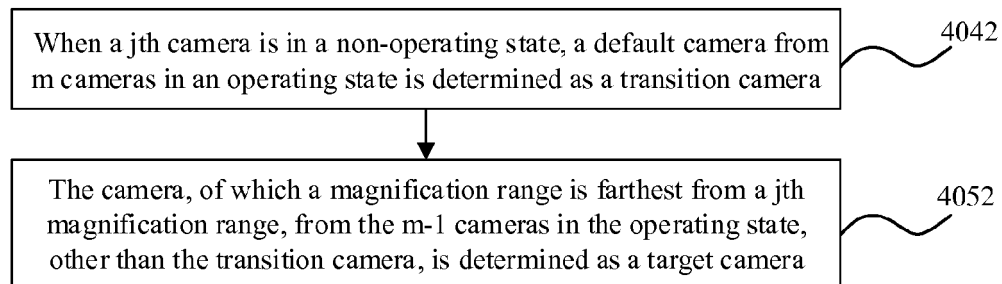 When a jth camera is in a non-operating state, a default camera from
m cameras in an operating state is determined as a transition camera
4042
The camera, of which a magnification range is farthest from a jth
magnification range, from the m-1 cameras in the operating state,
other than the transition camera, is determined as a target camera
4052